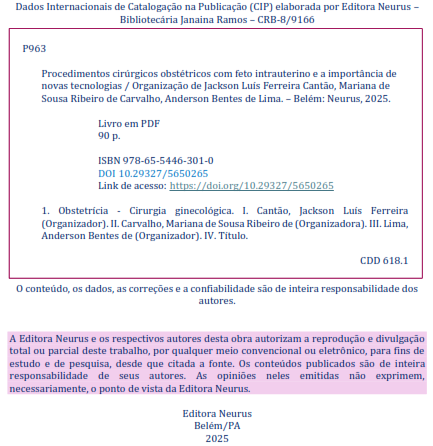 Dados Internacionais de Catalogação na Publicação (CIP) elaborada por Editora Neurus –
Bibliotecária Janaina Ramos – CRB-8/9166
P963
Procedimentos cirúrgicos obstétricos com feto intrauterino e a importância de
novas tecnologias / Organização de Jackson Luís Ferreira Cantão, Mariana de
Sousa Ribeiro de Carvalho, Anderson Bentes de Lima. – Belém: Neurus, 2025.
Livro em PDF
90 p.
ISBN 978-65-5446-301-0
DOI 10.29327/5650265
Link de acesso: https://doi.org/10.29327/5650265
1. Obstetrícia - Cirurgia ginecológica. I. Cantão, Jackson Luís Ferreira
(Organizador). II. Carvalho, Mariana de Sousa Ribeiro de (Organizadora). III. Lima,
Anderson Bentes de (Organizador). IV. Título.
CDD 618.1
O conteúdo, os dados, as correções e a confiabilidade são de inteira responsabilidade dos
autores.
A Editora Neurus e os respectivos autores desta obra autorizam a reprodução e divulgação
total ou parcial deste trabalho, por qualquer meio convencional ou eletrônico, para fins de
estudo e de pesquisa, desde que citada a fonte. Os conteúdos publicados são de inteira
responsabilidade de seus autores. As opiniões neles emitidas não exprimem,
necessariamente, o ponto de vista da Editora Neurus.
Editora Neurus
Belém/PA
2025